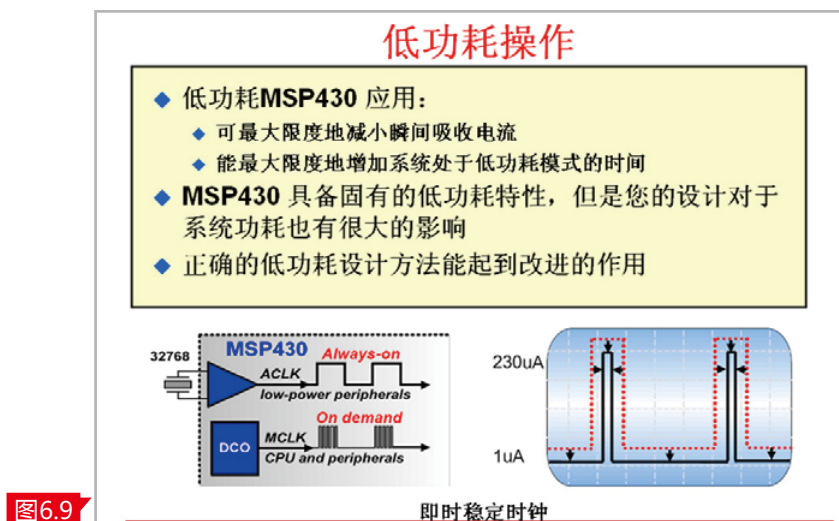 低功耗操作
低功耗MSP430 应用：
可最大限度地减小瞬间吸收电流
能最大限度地增加系统处于低功耗模式的时间
MSP430 具备固有的低功耗特性，但是您的设计对于
系统功耗也有很大的影响
正确的低功耗设计方法能起到改进的作用
MSP430
32768
Always-on
ACLK
low-power peripherals
On demand
DCO
MCLK
CPU and peripherals
230uA
1uA
即时稳定时钟
图6.9